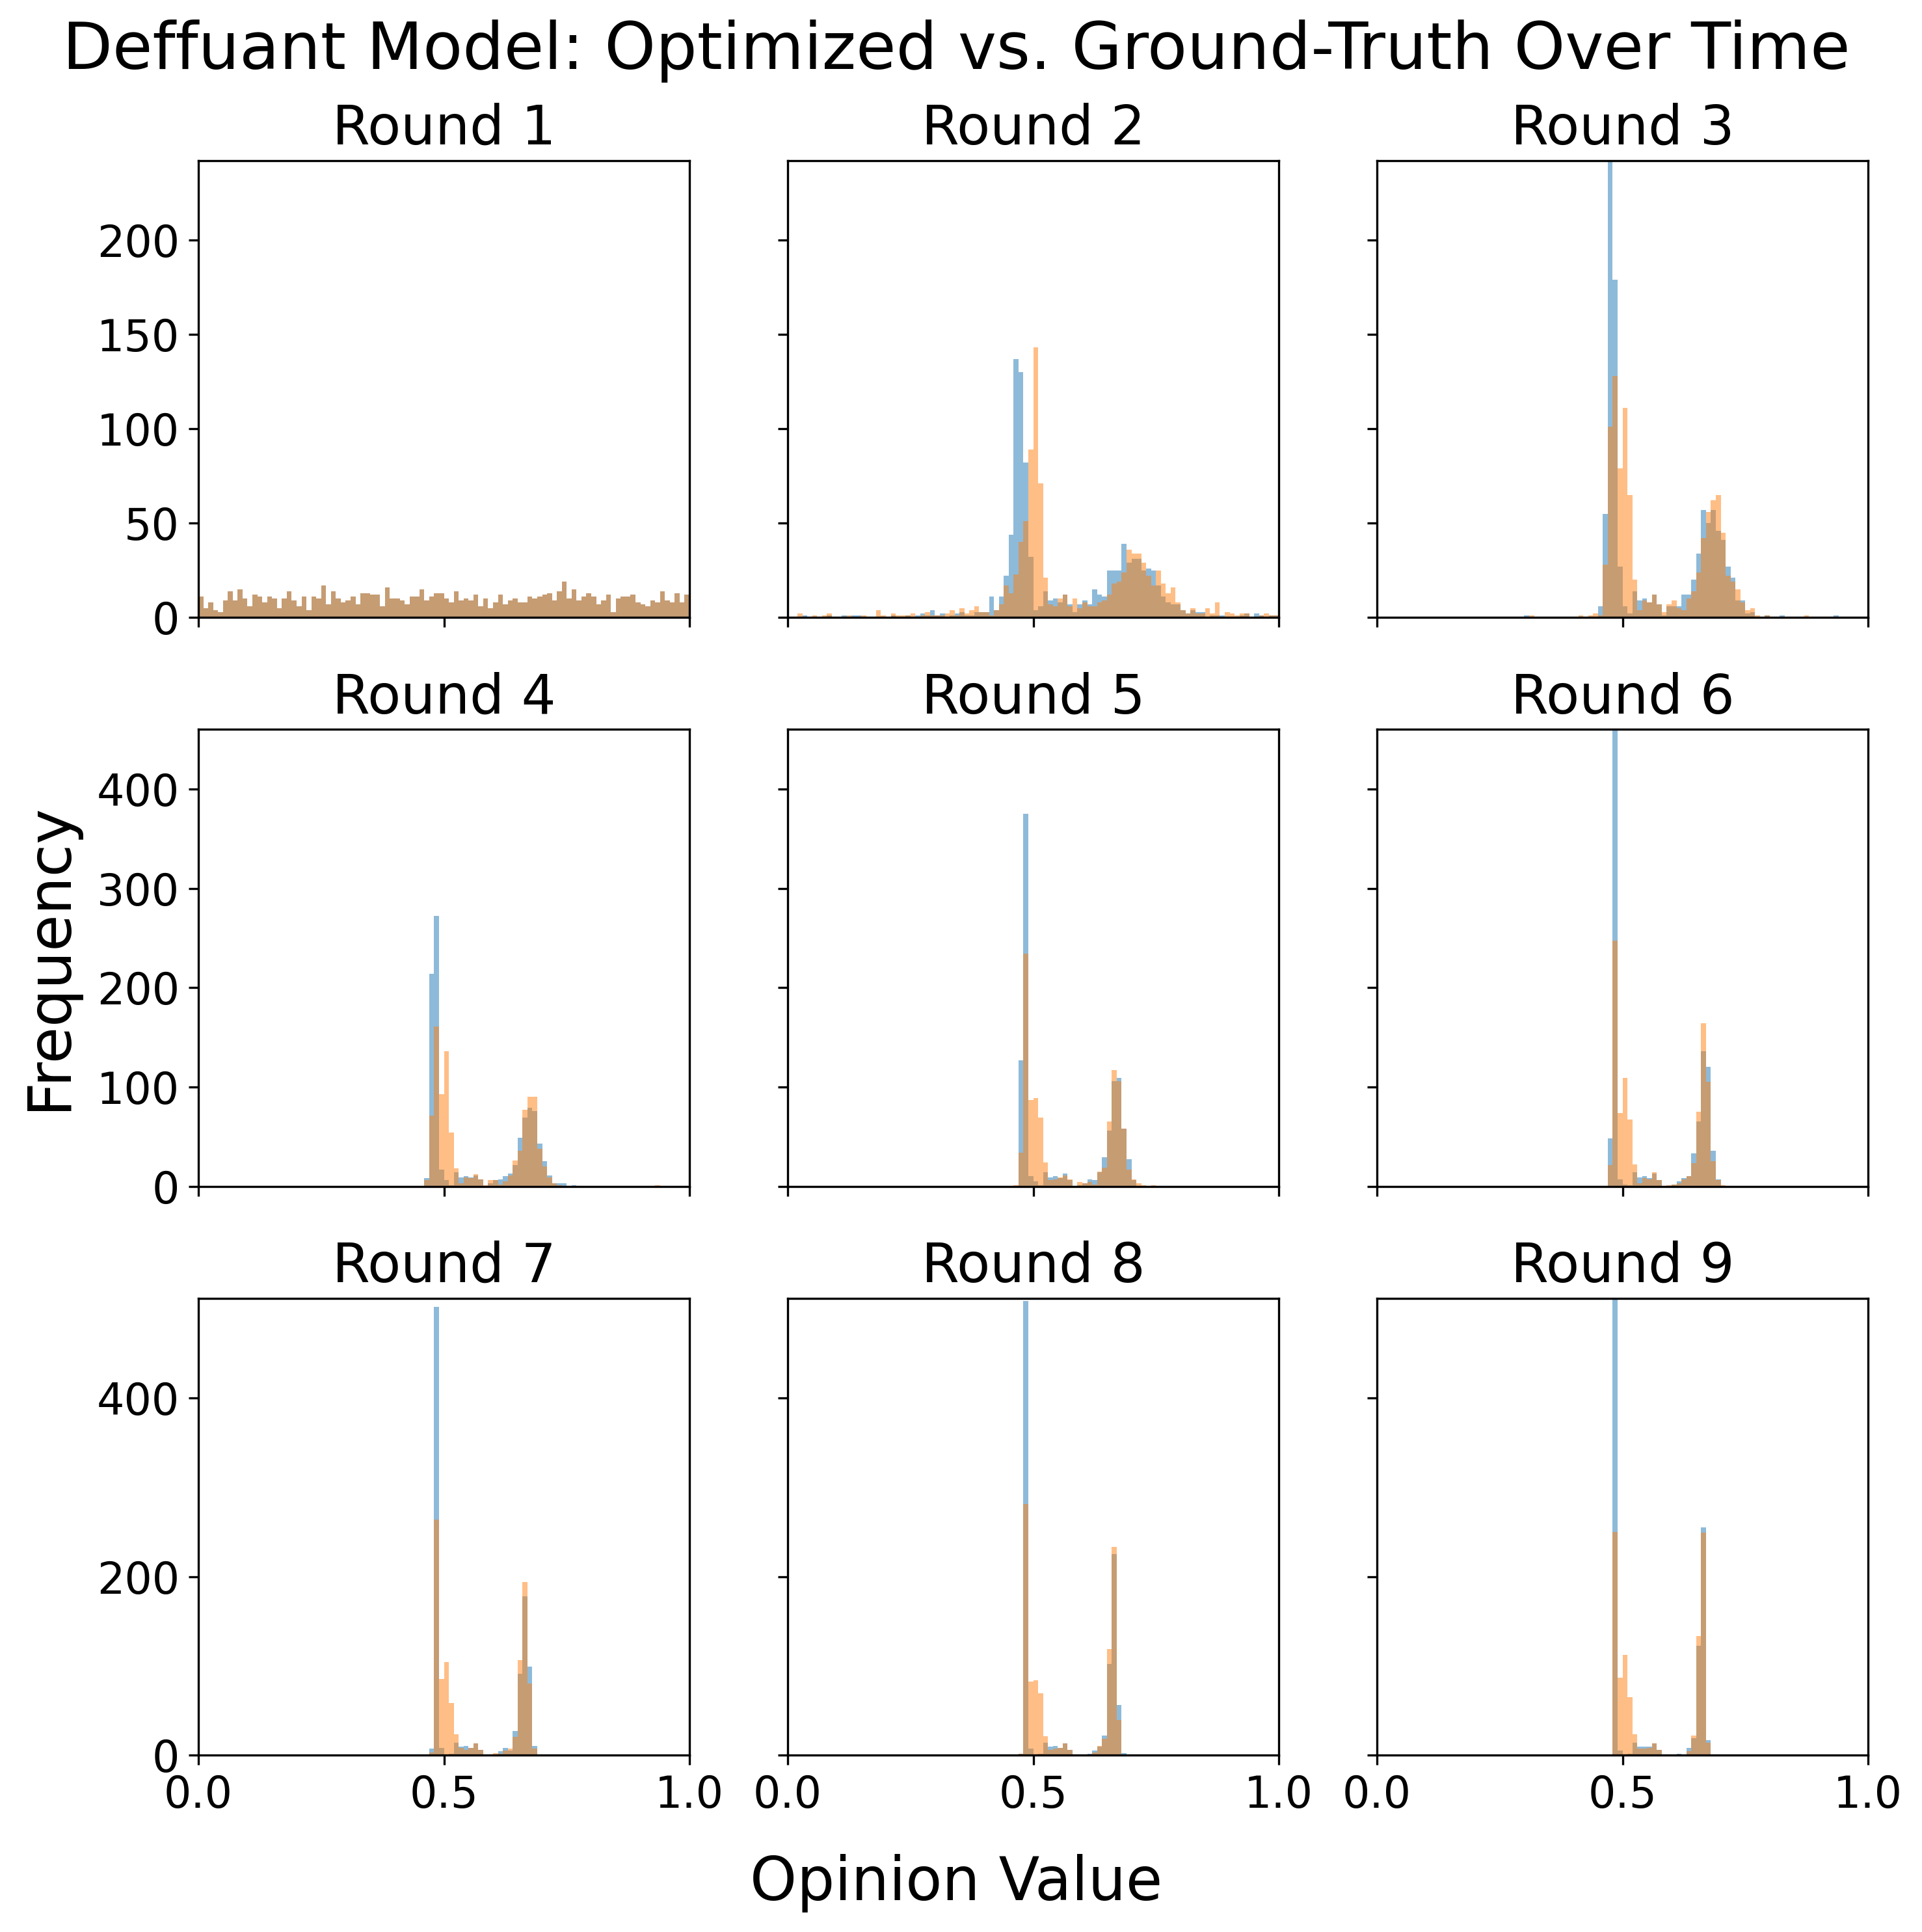 Deffuant Model: Optimized vs. Ground-Truth Over Time
Round 1
Round 2
Round 3
200
150
100
50
0
Round 4
Round 5
Round 6
400
300
200
100
0
Frequency
Round 7
Round 8
Round 9
400
200
0
0.0 0.5 1.0
0.0 0.5 1.0
0.0 0.5 1.0
Opinion Value